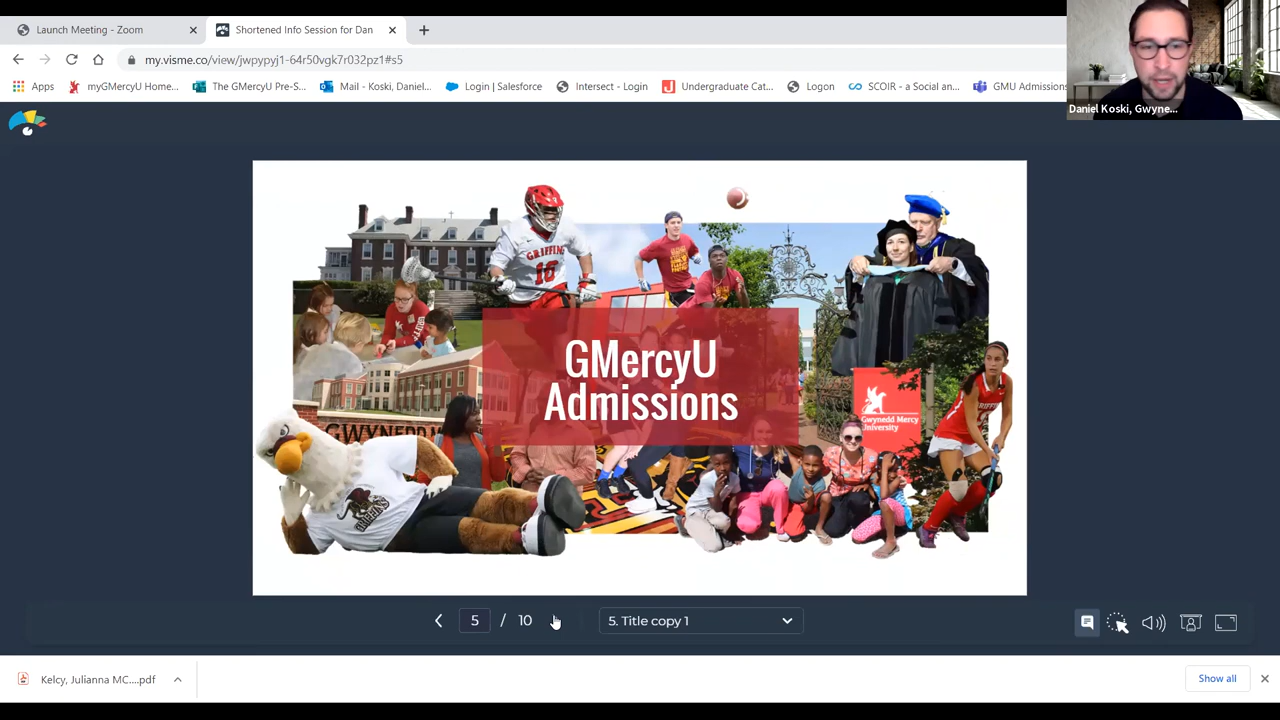 Launch Meeting - Zoom
Shortened Info Session for Dan
my.visme.co/view/jwpypyj1-64r50vgk7r032pz1#s5
Apps
myGMercyU Home...
The GMercyU Pre-S...
Mail - Koski, Daniel...
Login | Salesforce
Intersect - Login
Undergraduate Cat...
Logon
SCOIR - a Social an...
GMU Admissions
Daniel Koski, Gwyne...
GRIFFINS
10
GMercyU
Admissions
Gwynedd Mercy
University
GWYNEDD
GRIFFINS
5 / 10
5. Title copy 1
Kelcy, Julianna MC....pdf
Show all